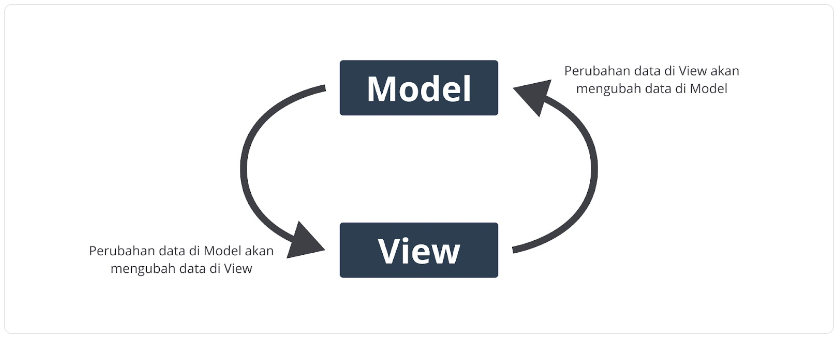 Model
Perubahan data di View akan
mengubah data di Model
Perubahan data di Model akan
mengubah data di View
View